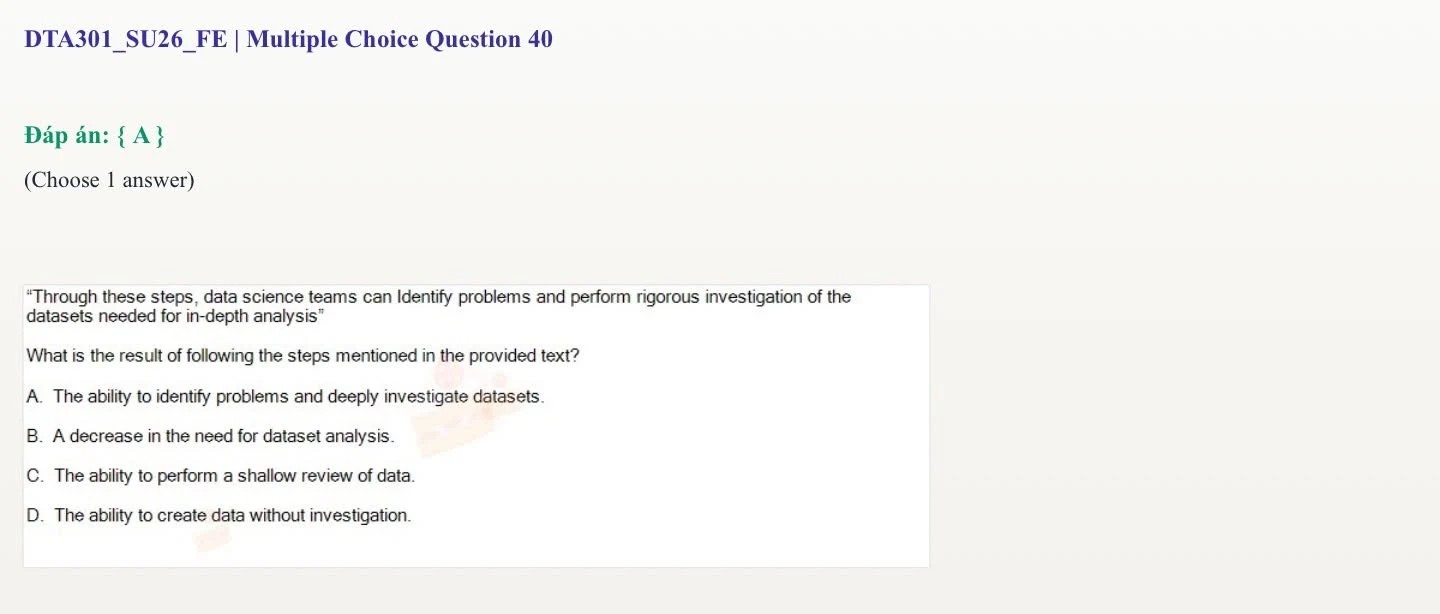 DTA301_SU26_FE | Multiple Choice Question 40
Đáp án: { A }
(Choose 1 answer)
“Through these steps, data science teams can Identify problems and perform rigorous investigation of the
datasets needed for in-depth analysis”
What is the result of following the steps mentioned in the provided text?
A. The ability to identify problems and deeply investigate datasets.
B. A decrease in the need for dataset analysis.
C. The ability to perform a shallow review of data.
D. The ability to create data without investigation.